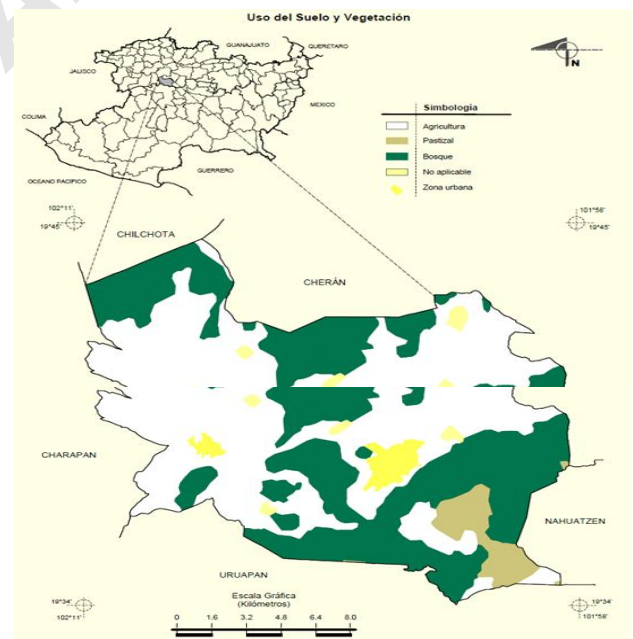 Uso del Suelo y Vegetación
GUANAJUATO
QUERETARO
JALISCO
N
MEXICO
COLIMA
GUERRERO
OCEANO PACÍFICO
Simbología
Agricultura
Pastizal
Bosque
No aplicable
Zona urbana
102°11'
19°45'
101°56'
19°45'
CHILCHOTA
CHERÁN
CHARAPAN
NAHUATZEN
URUAPAN
19°34'
102°11'
Escala Gráfica
(Kilómetros)
0 1.6 3.2 4.8 6.4 8.0
19°34'
101°56'